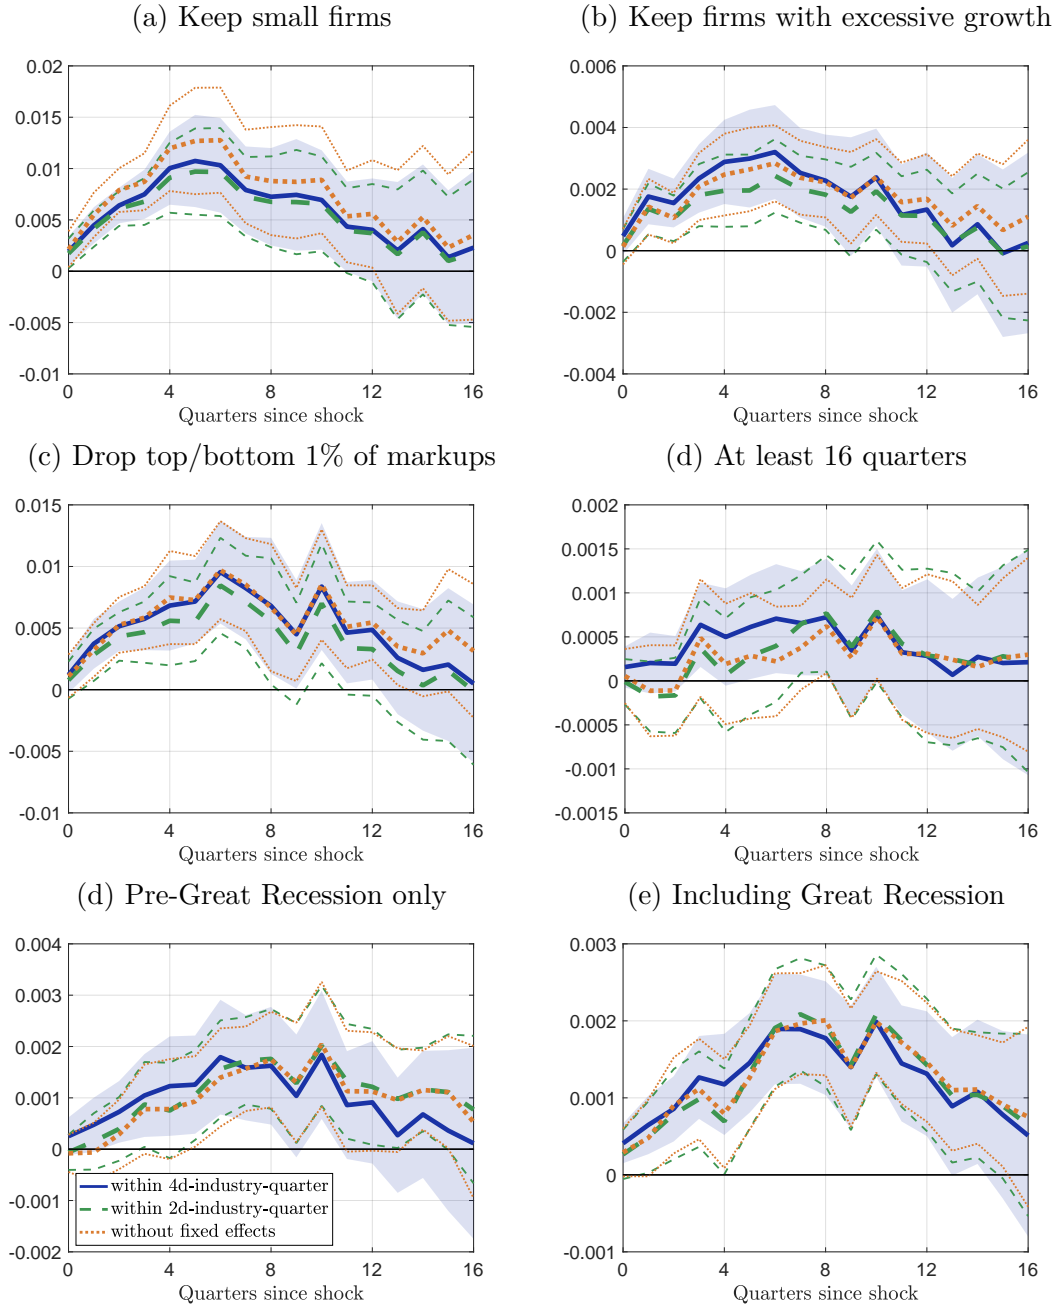 (a) Keep small firms
0.02
0.015
0.01
0.005
0
-0.005
-0.01
0 4 8 12 16
Quarters since shock
(b) Keep firms with excessive growth
0.006
0.004
0.002
0
-0.002
-0.004
0 4 8 12 16
Quarters since shock
(c) Drop top/bottom 1% of markups
0.015
0.01
0.005
0
-0.005
-0.01
0 4 8 12 16
Quarters since shock
(d) At least 16 quarters
0.002
0.0015
0.001
0.0005
0
-0.0005
-0.001
-0.0015
0 4 8 12 16
Quarters since shock
(d) Pre-Great Recession only
0.004
0.003
0.002
0.001
0
-0.001
-0.002
within 4d-industry-quarter
within 2d-industry-quarter
without fixed effects
0 4 8 12 16
Quarters since shock
(e) Including Great Recession
0.003
0.002
0.001
0
-0.001
0 4 8 12 16
Quarters since shock